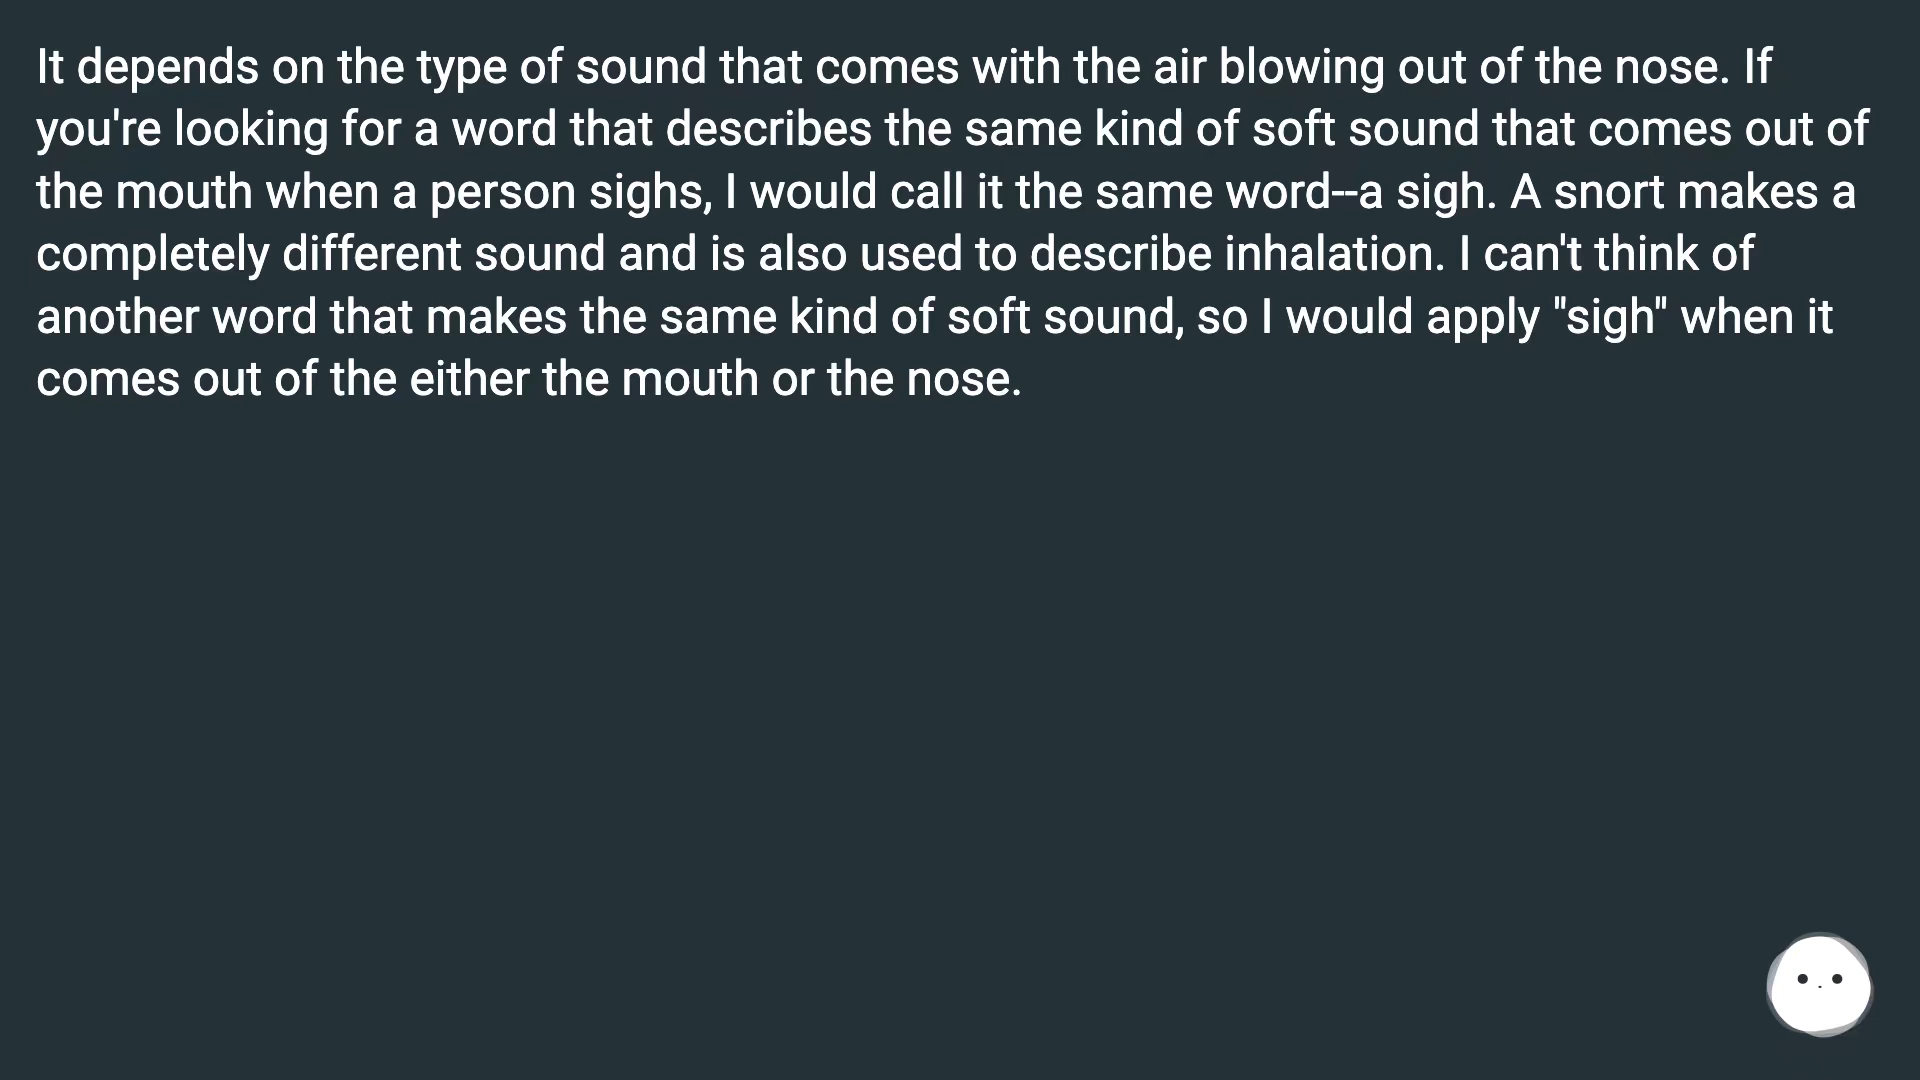 It depends on the type of sound that comes with the air blowing out of the nose. If
you're looking for a word that describes the same kind of soft sound that comes out of
the mouth when a person sighs, I would call it the same word--a sigh. A snort makes a
completely different sound and is also used to describe inhalation. I can't think of
another word that makes the same kind of soft sound, so I would apply "sigh" when it
comes out of the either the mouth or the nose.